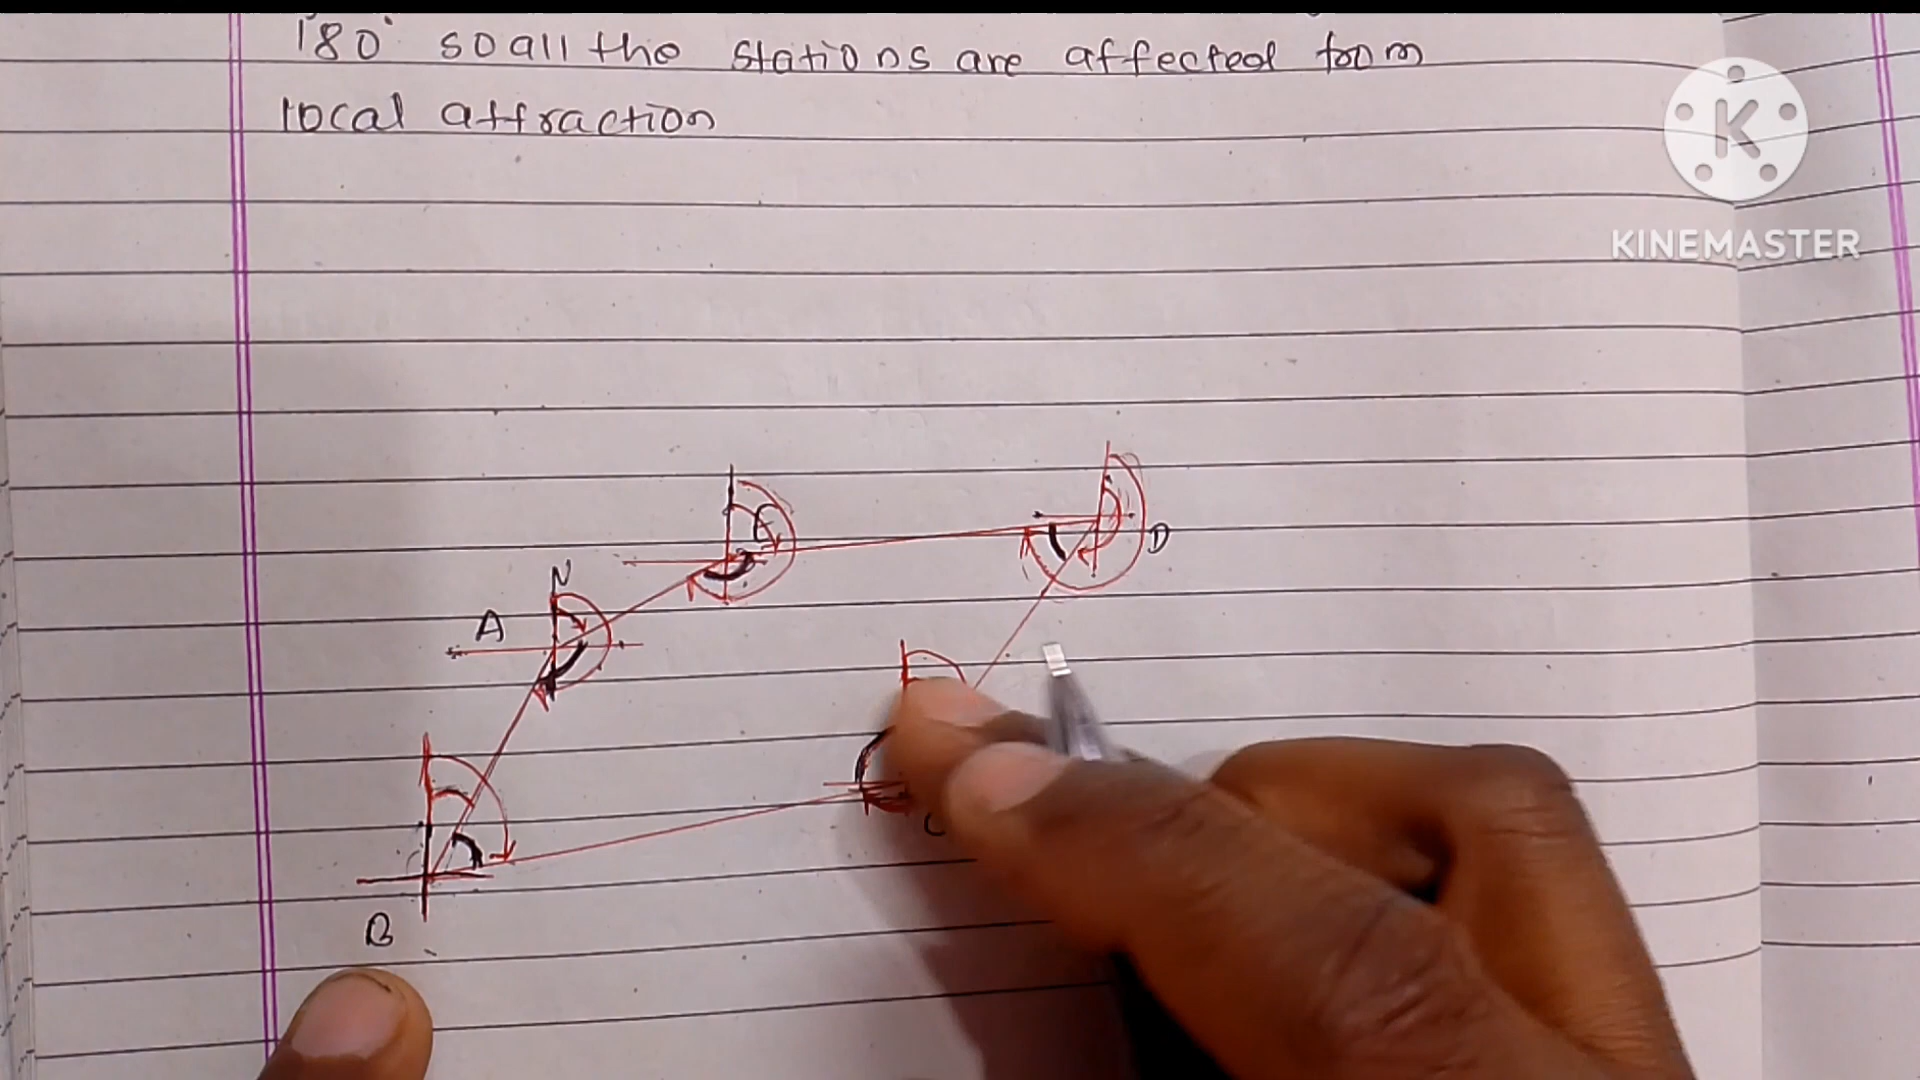 180° so all the stations are affected from
local attraction
K
KINEMASTER
N
A
D
C
B